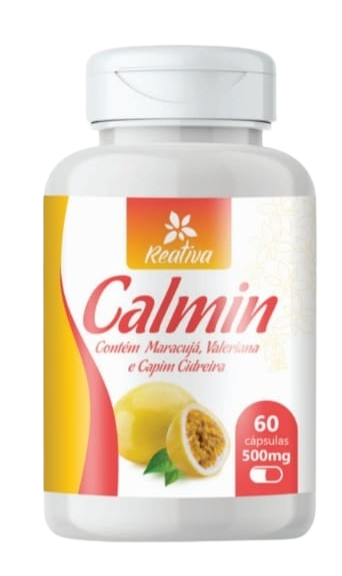 Reativa
Calmin
Contém Maracujá, Valeriana
e Capim Cidreira
60
cápsulas
500mg